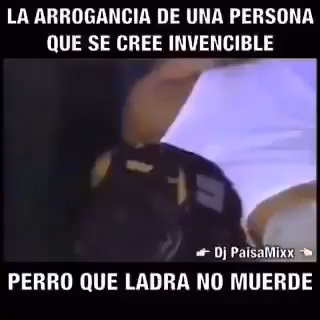 LA ARROGANCIA DE UNA PERSONA
QUE SE CREE INVENCIBLE
☛ Dj PaisaMixx ☚
PERRO QUE LADRA NO MUERDE